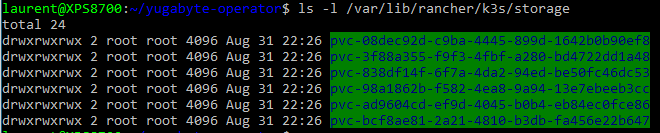 laurent@XPS8700:~/yugabyte-operator$ ls -l /var/lib/rancher/k3s/storage
total 24
drwxrwxrwx 2 root root 4096 Aug 31 22:26 pvc-08dec92d-c9ba-4445-899d-1642b0b90ef8
drwxrwxrwx 2 root root 4096 Aug 31 22:26 pvc-3f88a355-f9f3-4fbf-a280-bd4722dd1a48
drwxrwxrwx 2 root root 4096 Aug 31 22:26 pvc-838df14f-6f7a-4da2-94ed-be50fc46dc53
drwxrwxrwx 2 root root 4096 Aug 31 22:26 pvc-98a1862b-f582-4ea8-9a94-13e7ebeeb3cc
drwxrwxrwx 2 root root 4096 Aug 31 22:26 pvc-ad9604cd-ef9d-4045-b0b4-eb84ec0fce86
drwxrwxrwx 2 root root 4096 Aug 31 22:26 pvc-bcf8ae81-2a21-4810-b3db-fa456e22b647